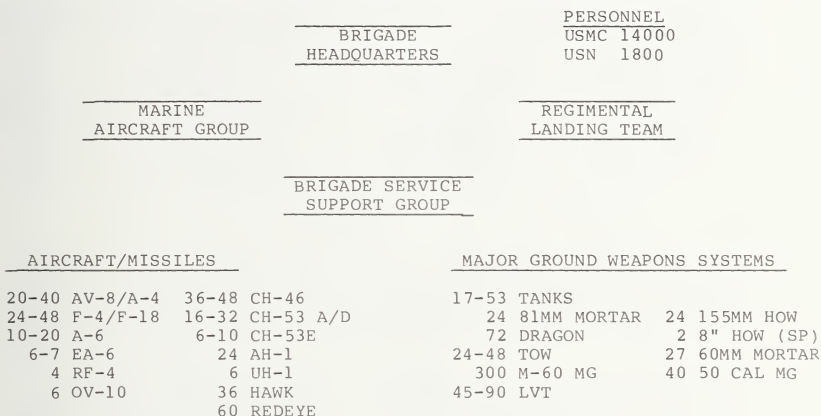 PERSONNEL
BRIGADE USMC 14000
HEADQUARTERS USN 1800
MARINE REGIMENTAL
AIRCRAFT GROUP LANDING TEAM
BRIGADE SERVICE
SUPPORT GROUP
AIRCRAFT/MISSILES MAJOR GROUND WEAPONS SYSTEMS
20-40 AV-8/A-4 36-48 CH-46 17-53 TANKS
24-48 F-4/F-18 16-32 CH-53 A/D 24 81MM MORTAR 24 155MM HOW
10-20 A-6 6-10 CH-53E 72 DRAGON 2 8" HOW (SP)
6-7 EA-6 24 AH-1 24-48 TOW 27 60MM MORTAR
4 RF-4 6 UH-1 300 M-60 MG 40 50 CAL MG
6 OV-10 36 HAWK 45-90 LVT
60 REDEYE